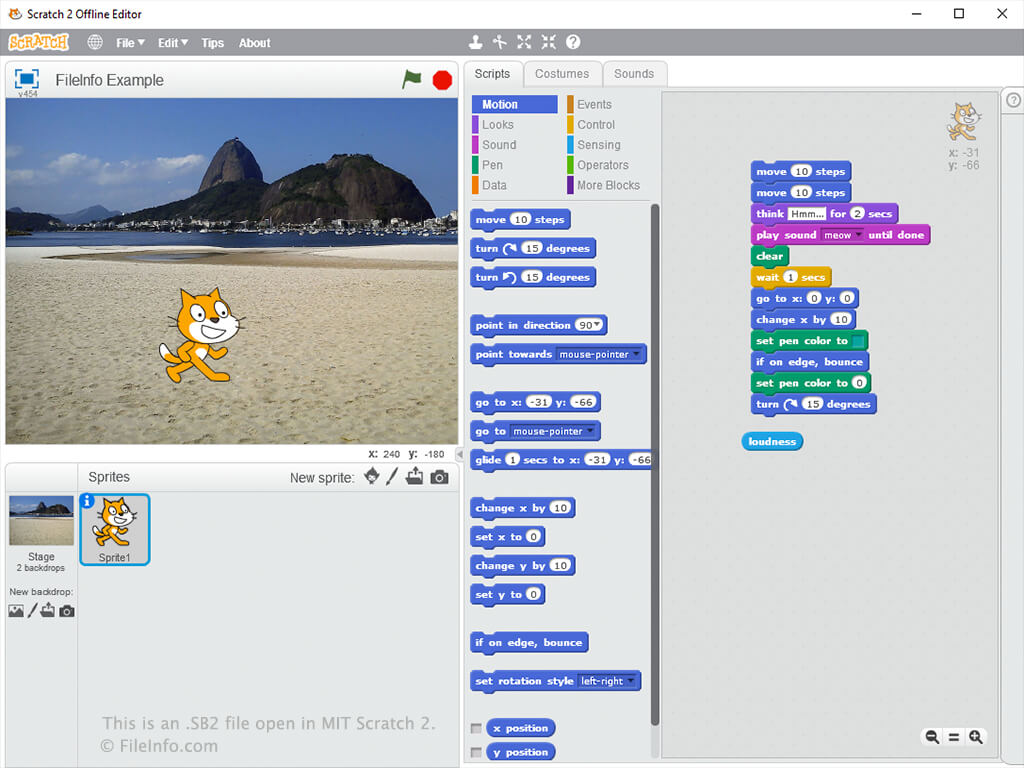 Scratch 2 Offline Editor
SCRATCH File Edit Tips About
v454
FileInfo Example
Scripts Costumes Sounds
Motion Events
Looks Control
Sound Sensing
Pen Operators
Data More Blocks
move 10 steps
turn 15 degrees
turn 15 degrees
point in direction 90
point towards mouse-pointer
go to x: -31 y: -66
go to mouse-pointer
glide 1 secs to x: -31 y: -66
change x by 10
set x to 0
change y by 10
set y to 0
if on edge, bounce
set rotation style left-right
x position
y position
x: -31
y: -66
move 10 steps
move 10 steps
think Hmm... for 2 secs
play sound meow until done
clear
wait 1 secs
go to x: 0 y: 0
change x by 10
set pen color to
if on edge, bounce
set pen color to 0
turn 15 degrees
loudness
x: 240 y: -180
Sprites New sprite:
Stage
2 backdrops
New backdrop:
Sprite1
This is an .SB2 file open in MIT Scratch 2.
© FileInfo.com